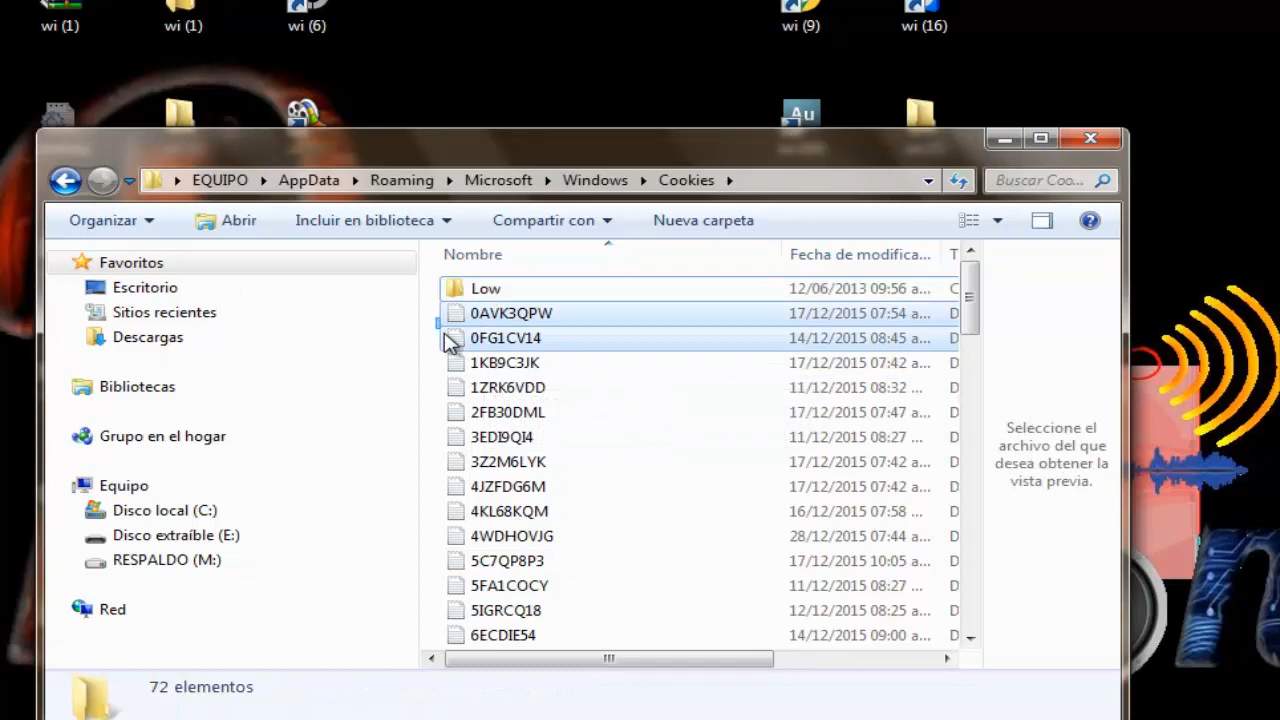 wi (1) wi (1) wi (6) wi (9) wi (16)
Au
EQUIPO AppData Roaming Microsoft Windows Cookies Buscar Coo...
Organizar Abrir Incluir en biblioteca Compartir con Nueva carpeta
Favoritos
Escritorio
Sitios recientes
Descargas
Bibliotecas
Grupo en el hogar
Equipo
Disco local (C:)
Disco extraíble (E:)
RESPALDO (M:)
Red
Nombre Fecha de modifica... T
Low 12/06/2013 09:56 a... C
0AVK3QPW 17/12/2015 07:54 a... D
0FG1CV14 14/12/2015 08:45 a... D
1KB9C3JK 17/12/2015 07:42 a... D
1ZRK6VDD 11/12/2015 08:32 ... D
2FB30DML 17/12/2015 07:47 ... D
3EDI9QI4 11/12/2015 08:27 ... D
3Z2M6LYK 17/12/2015 07:42 a... D
4JZFDG6M 17/12/2015 07:42 a... D
4KL68KQM 16/12/2015 07:58 ... D
4WDHOVJG 28/12/2015 07:44 a... D
5C7QP8P3 17/12/2015 10:05 a... D
5FA1COCY 11/12/2015 08:27 ... D
5IGRCQ18 12/12/2015 08:25 a... D
6ECDIE54 14/12/2015 09:00 a... D
Seleccione el
archivo del que
desea obtener la
vista previa.
72 elementos